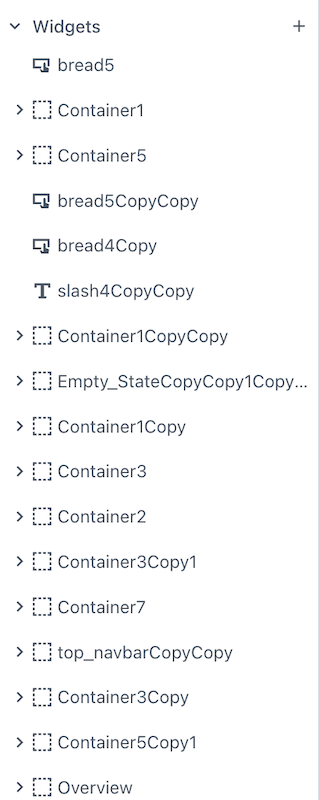 Widgets
bread5
Container1
Container5
bread5CopyCopy
bread4Copy
slash4CopyCopy
Container1CopyCopy
Empty_StateCopyCopy1Copy...
Container1Copy
Container3
Container2
Container3Copy1
Container7
top_navbarCopyCopy
Container3Copy
Container5Copy1
Overview